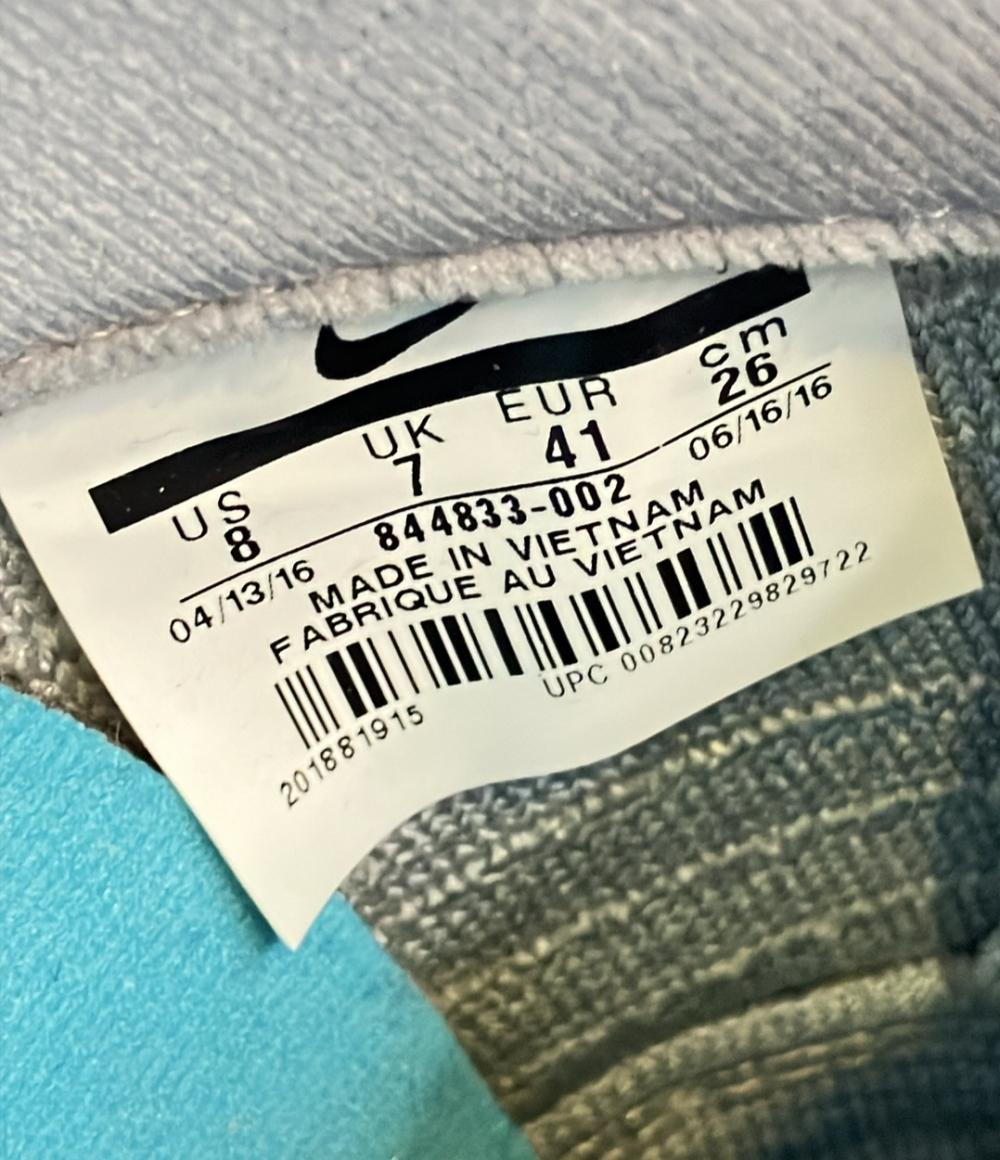 US UK EUR cm
8 7 41 26
04/13/16 844833-002 06/16/16
MADE IN VIETNAM
FABRIQUE AU VIETNAM
201881915 UPC 00823229829722